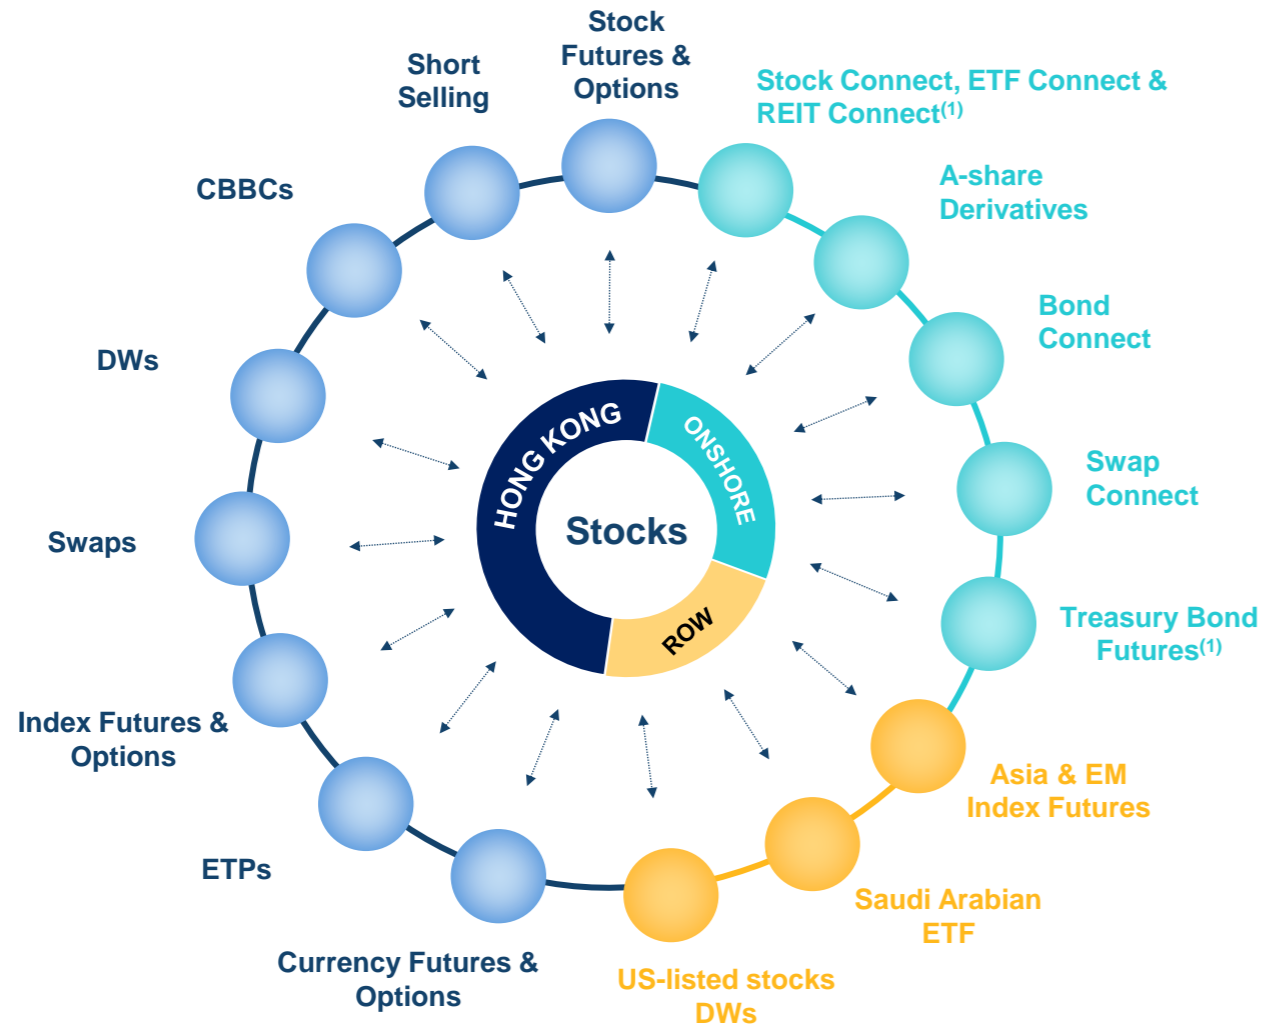 Stock
Futures &
Options
Short
Selling
Stock Connect, ETF Connect &
REIT Connect(1)
CBBCs
A-share
Derivatives
Bond
Connect
DWs
HONG KONG
ONSHORE
Stocks
ROW
Swap
Connect
Swaps
Treasury Bond
Futures(1)
Index Futures &
Options
Asia & EM
Index Futures
ETPs
Saudi Arabian
ETF
Currency Futures &
Options
US-listed stocks
DWs